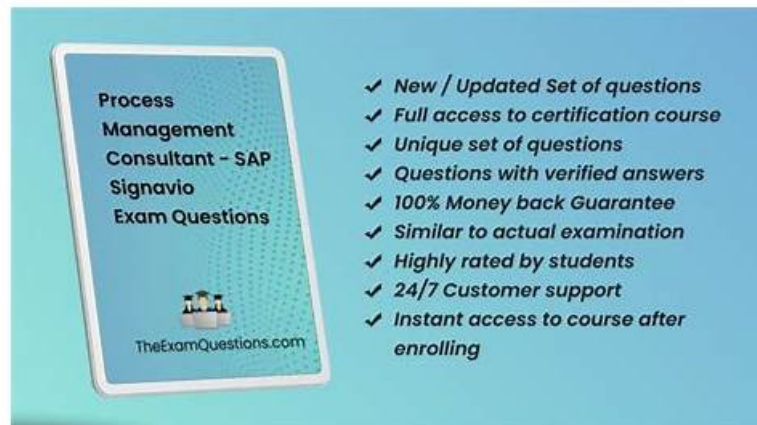 Process
Management
Consultant - SAP
Signavio
Exam Questions
TheExamQuestions.com
New / Updated Set of questions
Full access to certification course
Unique set of questions
Questions with verified answers
100% Money back Guarantee
Similar to actual examination
Highly rated by students
24/7 Customer support
Instant access to course after
enrolling